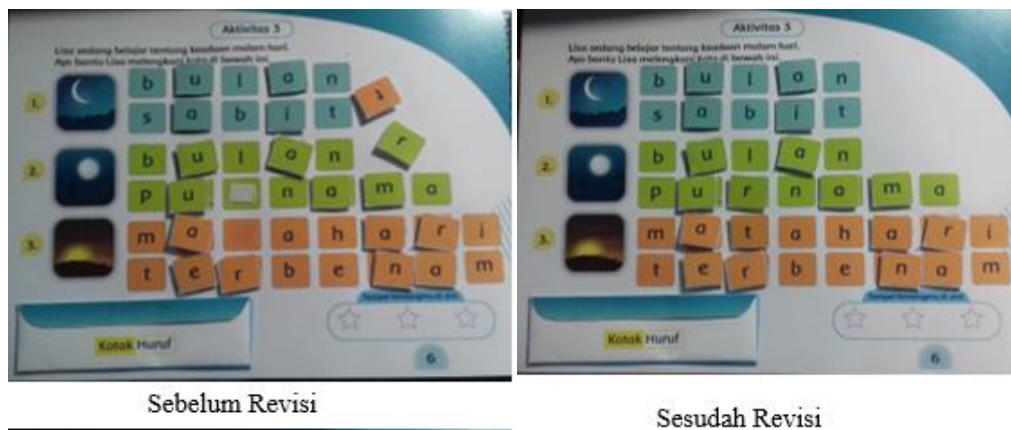 Aktivitas 3
Lisa sedang belajar tentang keadaan malam hari.
Ayo bantu Lisa melengkapi kata di bawah ini.
1.
b u l a n
s a b i t
t
2.
b u l a n
r
p u n a m a
3.
m a a h a r i
t e r b e n a m
Kotak Huruf
6
Sebelum Revisi
Aktivitas 3
Lisa sedang belajar tentang keadaan malam hari.
Ayo bantu Lisa melengkapi kata di bawah ini.
1.
b u l a n
s a b i t
2.
b u l a n
p u r n a m a
3.
m a t a h a r i
t e r b e n a m
Kotak Huruf
6
Sesudah Revisi